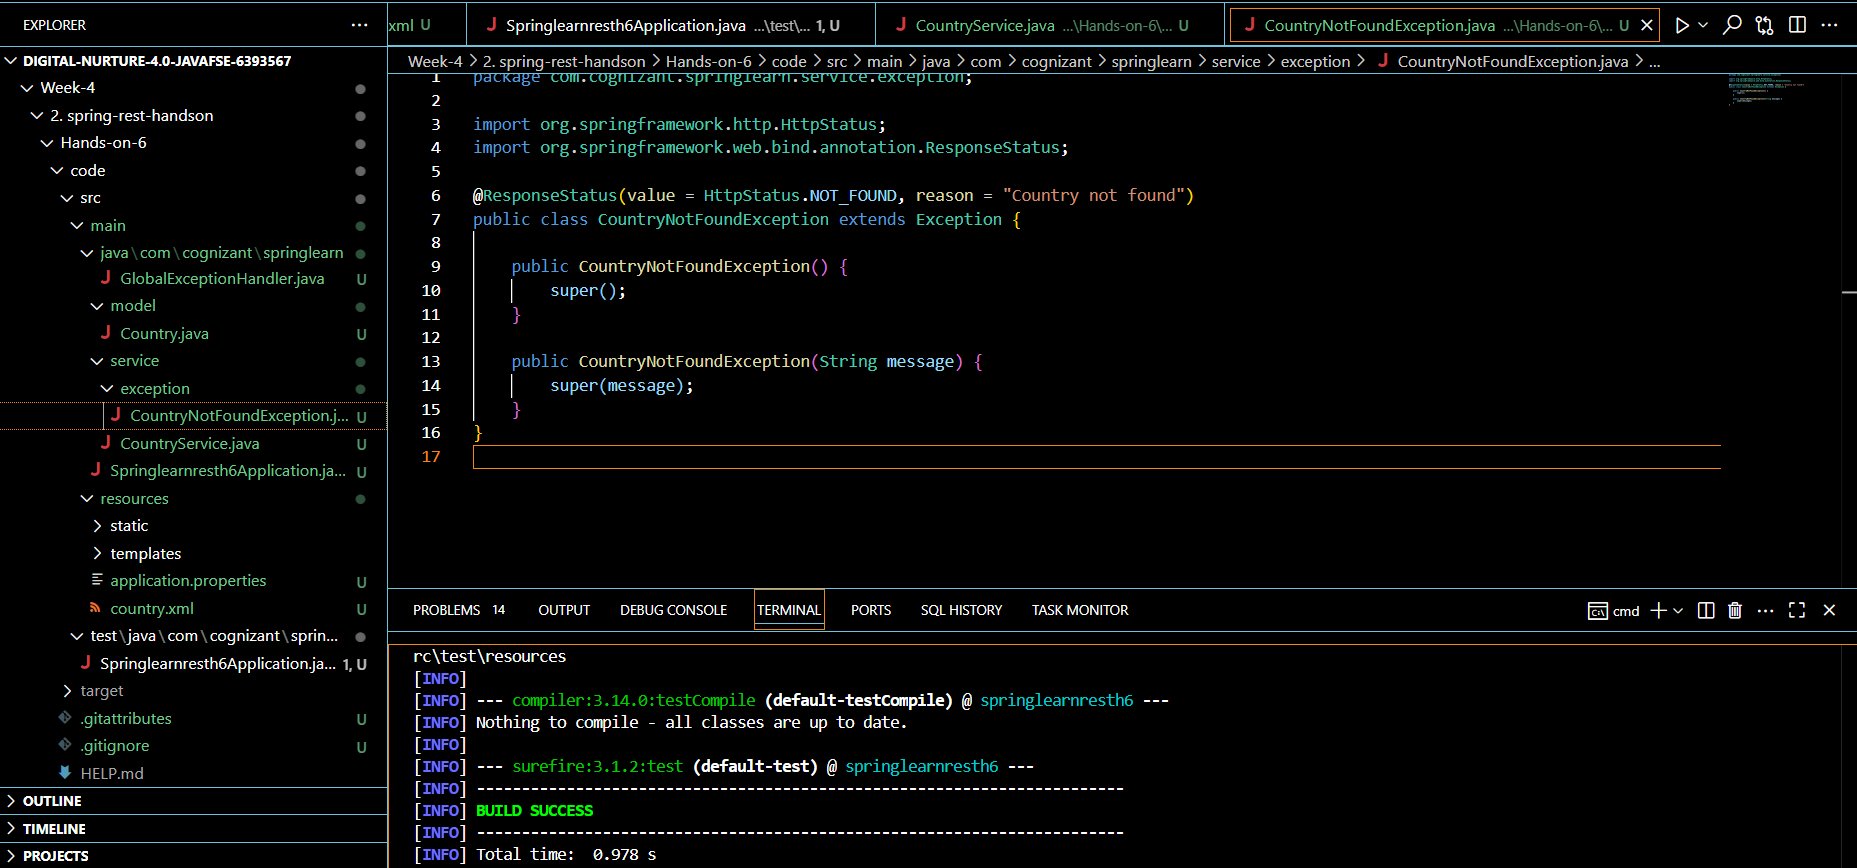 EXPLORER ...
DIGITAL-NURTURE-4.0-JAVAFSE-6393567
Week-4
2. spring-rest-handson
Hands-on-6
code
src
main
java\com\cognizant\springlearn
GlobalExceptionHandler.java U
model
Country.java U
service
exception
CountryNotFoundException.j... U
CountryService.java U
Springlearnresth6Application.ja... U
resources
static
templates
application.properties U
country.xml U
test\java\com\cognizant\sprin...
Springlearnresth6Application.ja... 1, U
target
.gitattributes U
.gitignore U
HELP.md
OUTLINE
TIMELINE
PROJECTS
xml U
Springlearnresth6Application.java ...\test\... 1, U
CountryService.java ...\Hands-on-6\... U
CountryNotFoundException.java ...\Hands-on-6\... U
Week-4 > 2. spring-rest-handson > Hands-on-6 > code > src > main > java > com > cognizant > springlearn > service > exception > CountryNotFoundException.java > ...
1 package com.cognizant.springlearn.service.exception;
2
3 import org.springframework.http.HttpStatus;
4 import org.springframework.web.bind.annotation.ResponseStatus;
5
6 @ResponseStatus(value = HttpStatus.NOT_FOUND, reason = "Country not found")
7 public class CountryNotFoundException extends Exception {
8
9 public CountryNotFoundException() {
10 super();
11 }
12
13 public CountryNotFoundException(String message) {
14 super(message);
15 }
16 }
17
PROBLEMS 14 OUTPUT DEBUG CONSOLE TERMINAL PORTS SQL HISTORY TASK MONITOR cmd
rc\test\resources
[INFO]
[INFO] --- compiler:3.14.0:testCompile (default-testCompile) @ springlearnresth6 ---
[INFO] Nothing to compile - all classes are up to date.
[INFO]
[INFO] --- surefire:3.1.2:test (default-test) @ springlearnresth6 ---
[INFO] ------------------------------------------------------------------------
[INFO] BUILD SUCCESS
[INFO] ------------------------------------------------------------------------
[INFO] Total time:  0.978 s